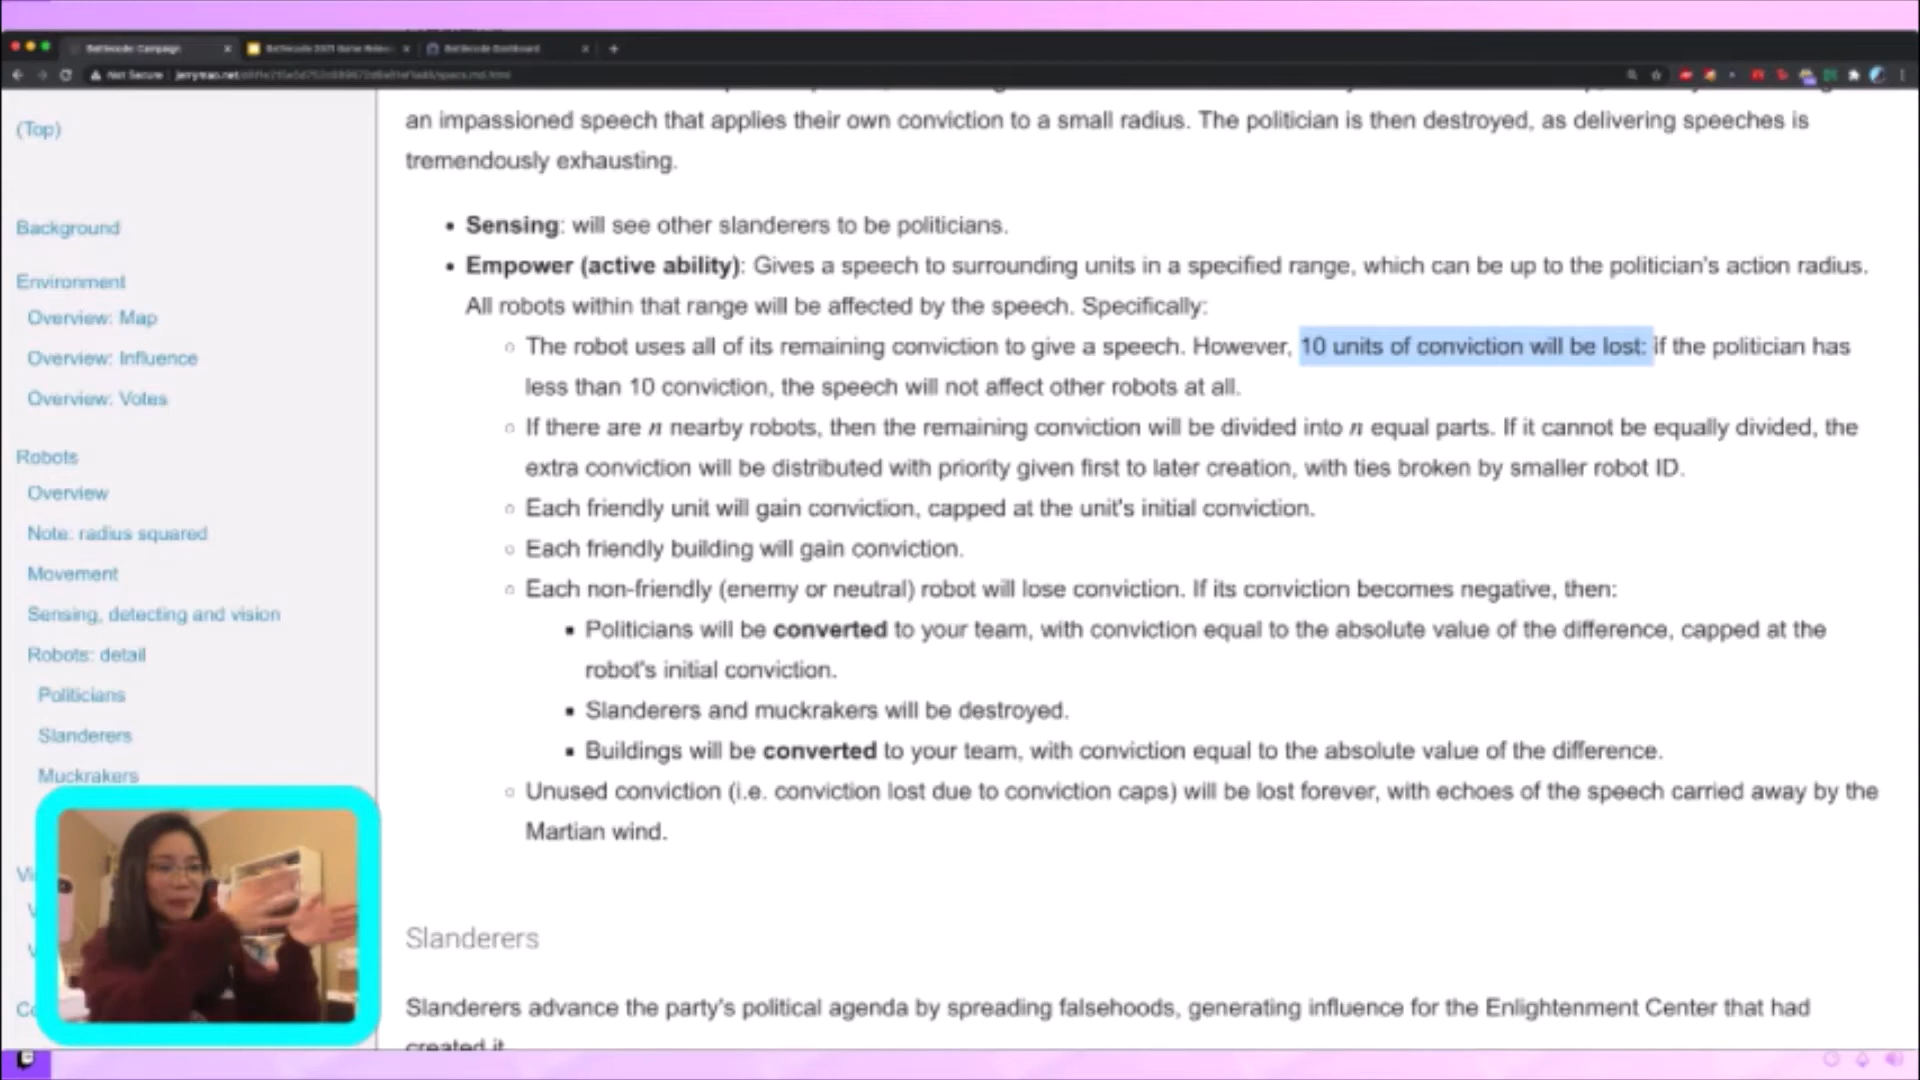 Battlecode: Campaign
Battlecode Dashboard
Not Secure
(Top)
Background
Environment
Overview: Map
Overview: Influence
Overview: Votes
Robots
Overview
Note: radius squared
Movement
Sensing, detecting and vision
Robots: detail
Politicians
Slanderers
Muckrakers
an impassioned speech that applies their own conviction to a small radius. The politician is then destroyed, as delivering speeches is
tremendously exhausting.
• Sensing: will see other slanderers to be politicians.
• Empower (active ability): Gives a speech to surrounding units in a specified range, which can be up to the politician's action radius.
All robots within that range will be affected by the speech. Specifically:
○ The robot uses all of its remaining conviction to give a speech. However, 10 units of conviction will be lost: if the politician has
less than 10 conviction, the speech will not affect other robots at all.
○ If there are n nearby robots, then the remaining conviction will be divided into n equal parts. If it cannot be equally divided, the
extra conviction will be distributed with priority given first to later creation, with ties broken by smaller robot ID.
○ Each friendly unit will gain conviction, capped at the unit's initial conviction.
○ Each friendly building will gain conviction.
○ Each non-friendly (enemy or neutral) robot will lose conviction. If its conviction becomes negative, then:
▪ Politicians will be converted to your team, with conviction equal to the absolute value of the difference, capped at the
robot's initial conviction.
▪ Slanderers and muckrakers will be destroyed.
▪ Buildings will be converted to your team, with conviction equal to the absolute value of the difference.
○ Unused conviction (i.e. conviction lost due to conviction caps) will be lost forever, with echoes of the speech carried away by the
Martian wind.
Slanderers
Slanderers advance the party's political agenda by spreading falsehoods, generating influence for the Enlightenment Center that had
created it.